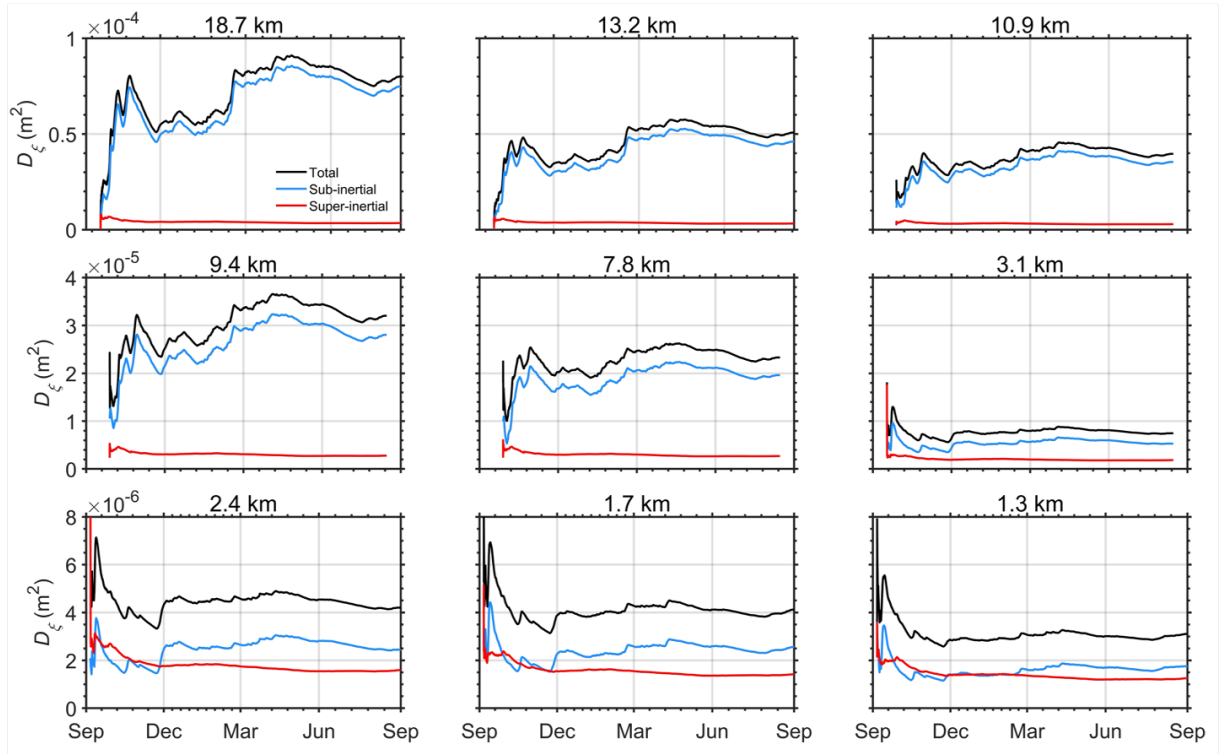 ×10⁻⁴
18.7 km
13.2 km
10.9 km
1
0.5
0
D_ξ (m²)
Total
Sub-inertial
Super-inertial
×10⁻⁵
9.4 km
7.8 km
3.1 km
4
3
2
1
0
D_ξ (m²)
×10⁻⁶
2.4 km
1.7 km
1.3 km
8
6
4
2
0
D_ξ (m²)
Sep Dec Mar Jun Sep
Sep Dec Mar Jun Sep
Sep Dec Mar Jun Sep